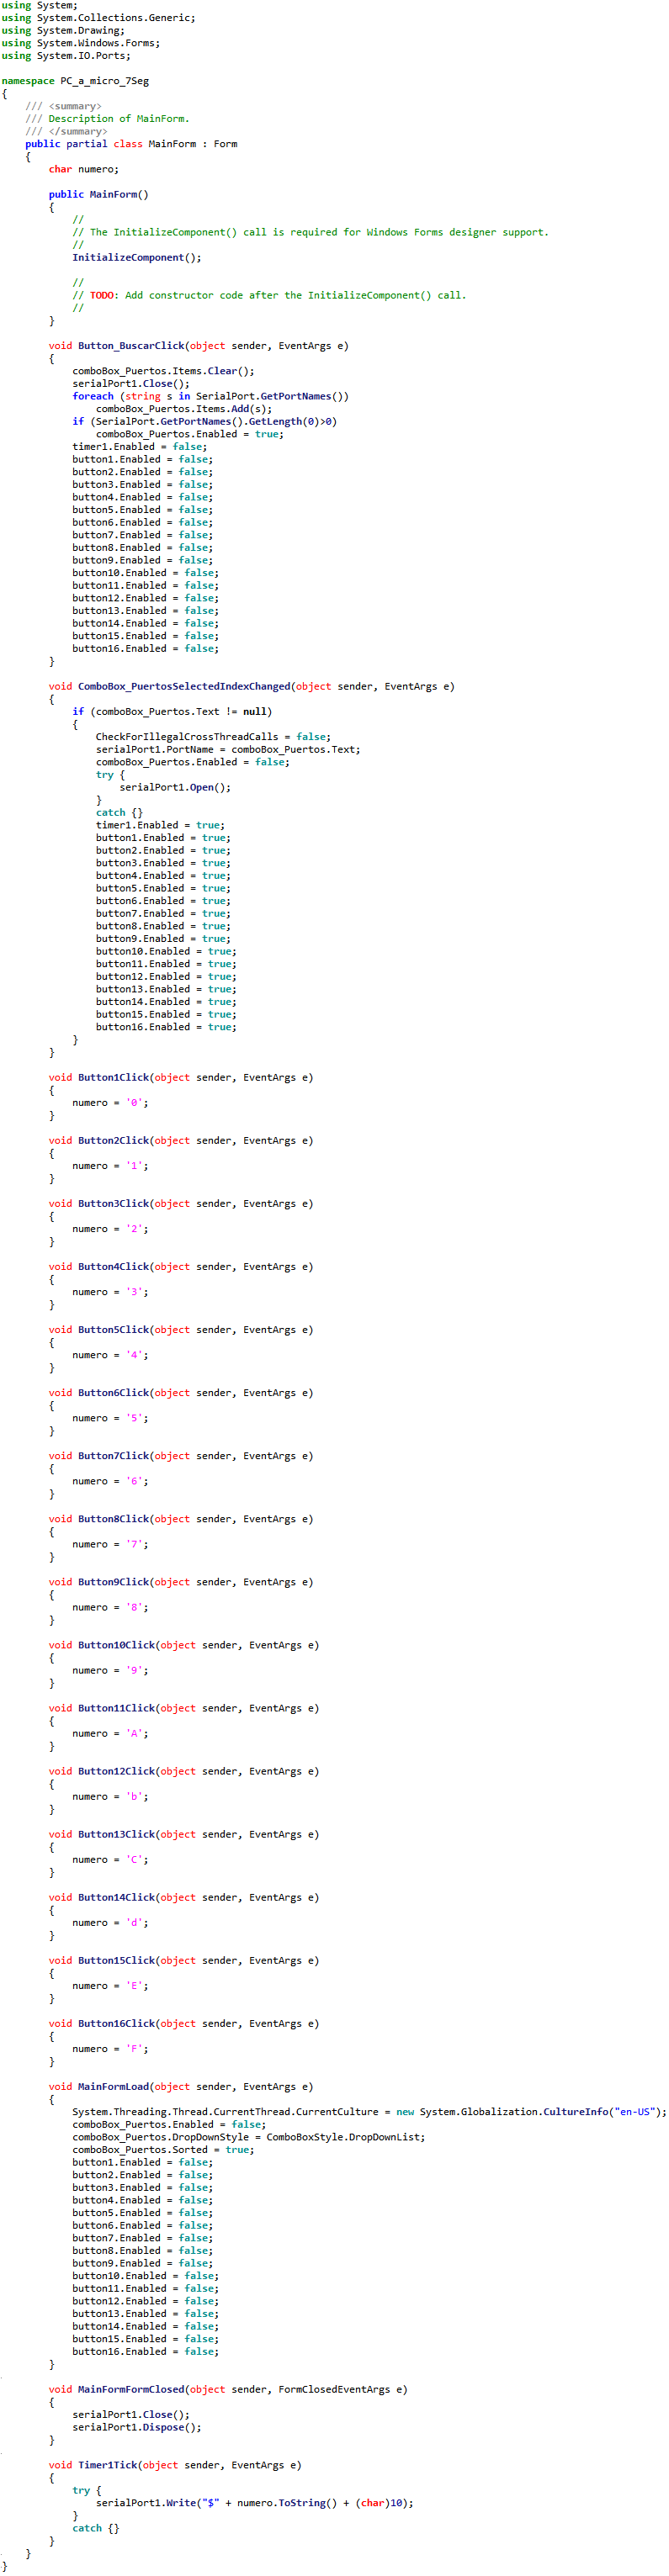 using System;
using System.Collections.Generic;
using System.Drawing;
using System.Windows.Forms;
using System.IO.Ports;

namespace PC_a_micro_7Seg
{
    /// <summary>
    /// Description of MainForm.
    /// </summary>
    public partial class MainForm : Form
    {
        char numero;

        public MainForm()
        {
            //
            // The InitializeComponent() call is required for Windows Forms designer support.
            //
            InitializeComponent();

            //
            // TODO: Add constructor code after the InitializeComponent() call.
            //
        }

        void Button_BuscarClick(object sender, EventArgs e)
        {
            comboBox_Puertos.Items.Clear();
            serialPort1.Close();
            foreach (string s in SerialPort.GetPortNames())
                comboBox_Puertos.Items.Add(s);
            if (SerialPort.GetPortNames().GetLength(0)>0)
                comboBox_Puertos.Enabled = true;
            timer1.Enabled = false;
            button1.Enabled = false;
            button2.Enabled = false;
            button3.Enabled = false;
            button4.Enabled = false;
            button5.Enabled = false;
            button6.Enabled = false;
            button7.Enabled = false;
            button8.Enabled = false;
            button9.Enabled = false;
            button10.Enabled = false;
            button11.Enabled = false;
            button12.Enabled = false;
            button13.Enabled = false;
            button14.Enabled = false;
            button15.Enabled = false;
            button16.Enabled = false;
        }

        void ComboBox_PuertosSelectedIndexChanged(object sender, EventArgs e)
        {
            if (comboBox_Puertos.Text != null)
            {
                CheckForIllegalCrossThreadCalls = false;
                serialPort1.PortName = comboBox_Puertos.Text;
                comboBox_Puertos.Enabled = false;
                try {
                    serialPort1.Open();
                }
                catch {}
                timer1.Enabled = true;
                button1.Enabled = true;
                button2.Enabled = true;
                button3.Enabled = true;
                button4.Enabled = true;
                button5.Enabled = true;
                button6.Enabled = true;
                button7.Enabled = true;
                button8.Enabled = true;
                button9.Enabled = true;
                button10.Enabled = true;
                button11.Enabled = true;
                button12.Enabled = true;
                button13.Enabled = true;
                button14.Enabled = true;
                button15.Enabled = true;
                button16.Enabled = true;
            }
        }

        void Button1Click(object sender, EventArgs e)
        {
            numero = '0';
        }

        void Button2Click(object sender, EventArgs e)
        {
            numero = '1';
        }

        void Button3Click(object sender, EventArgs e)
        {
            numero = '2';
        }

        void Button4Click(object sender, EventArgs e)
        {
            numero = '3';
        }

        void Button5Click(object sender, EventArgs e)
        {
            numero = '4';
        }

        void Button6Click(object sender, EventArgs e)
        {
            numero = '5';
        }

        void Button7Click(object sender, EventArgs e)
        {
            numero = '6';
        }

        void Button8Click(object sender, EventArgs e)
        {
            numero = '7';
        }

        void Button9Click(object sender, EventArgs e)
        {
            numero = '8';
        }

        void Button10Click(object sender, EventArgs e)
        {
            numero = '9';
        }

        void Button11Click(object sender, EventArgs e)
        {
            numero = 'A';
        }

        void Button12Click(object sender, EventArgs e)
        {
            numero = 'b';
        }

        void Button13Click(object sender, EventArgs e)
        {
            numero = 'C';
        }

        void Button14Click(object sender, EventArgs e)
        {
            numero = 'd';
        }

        void Button15Click(object sender, EventArgs e)
        {
            numero = 'E';
        }

        void Button16Click(object sender, EventArgs e)
        {
            numero = 'F';
        }

        void MainFormLoad(object sender, EventArgs e)
        {
            System.Threading.Thread.CurrentThread.CurrentCulture = new System.Globalization.CultureInfo("en-US");
            comboBox_Puertos.Enabled = false;
            comboBox_Puertos.DropDownStyle = ComboBoxStyle.DropDownList;
            comboBox_Puertos.Sorted = true;
            button1.Enabled = false;
            button2.Enabled = false;
            button3.Enabled = false;
            button4.Enabled = false;
            button5.Enabled = false;
            button6.Enabled = false;
            button7.Enabled = false;
            button8.Enabled = false;
            button9.Enabled = false;
            button10.Enabled = false;
            button11.Enabled = false;
            button12.Enabled = false;
            button13.Enabled = false;
            button14.Enabled = false;
            button15.Enabled = false;
            button16.Enabled = false;
        }

        void MainFormFormClosed(object sender, FormClosedEventArgs e)
        {
            serialPort1.Close();
            serialPort1.Dispose();
        }

        void Timer1Tick(object sender, EventArgs e)
        {
            try {
                serialPort1.Write("$" + numero.ToString() + (char)10);
            }
            catch {}
        }
    }
}